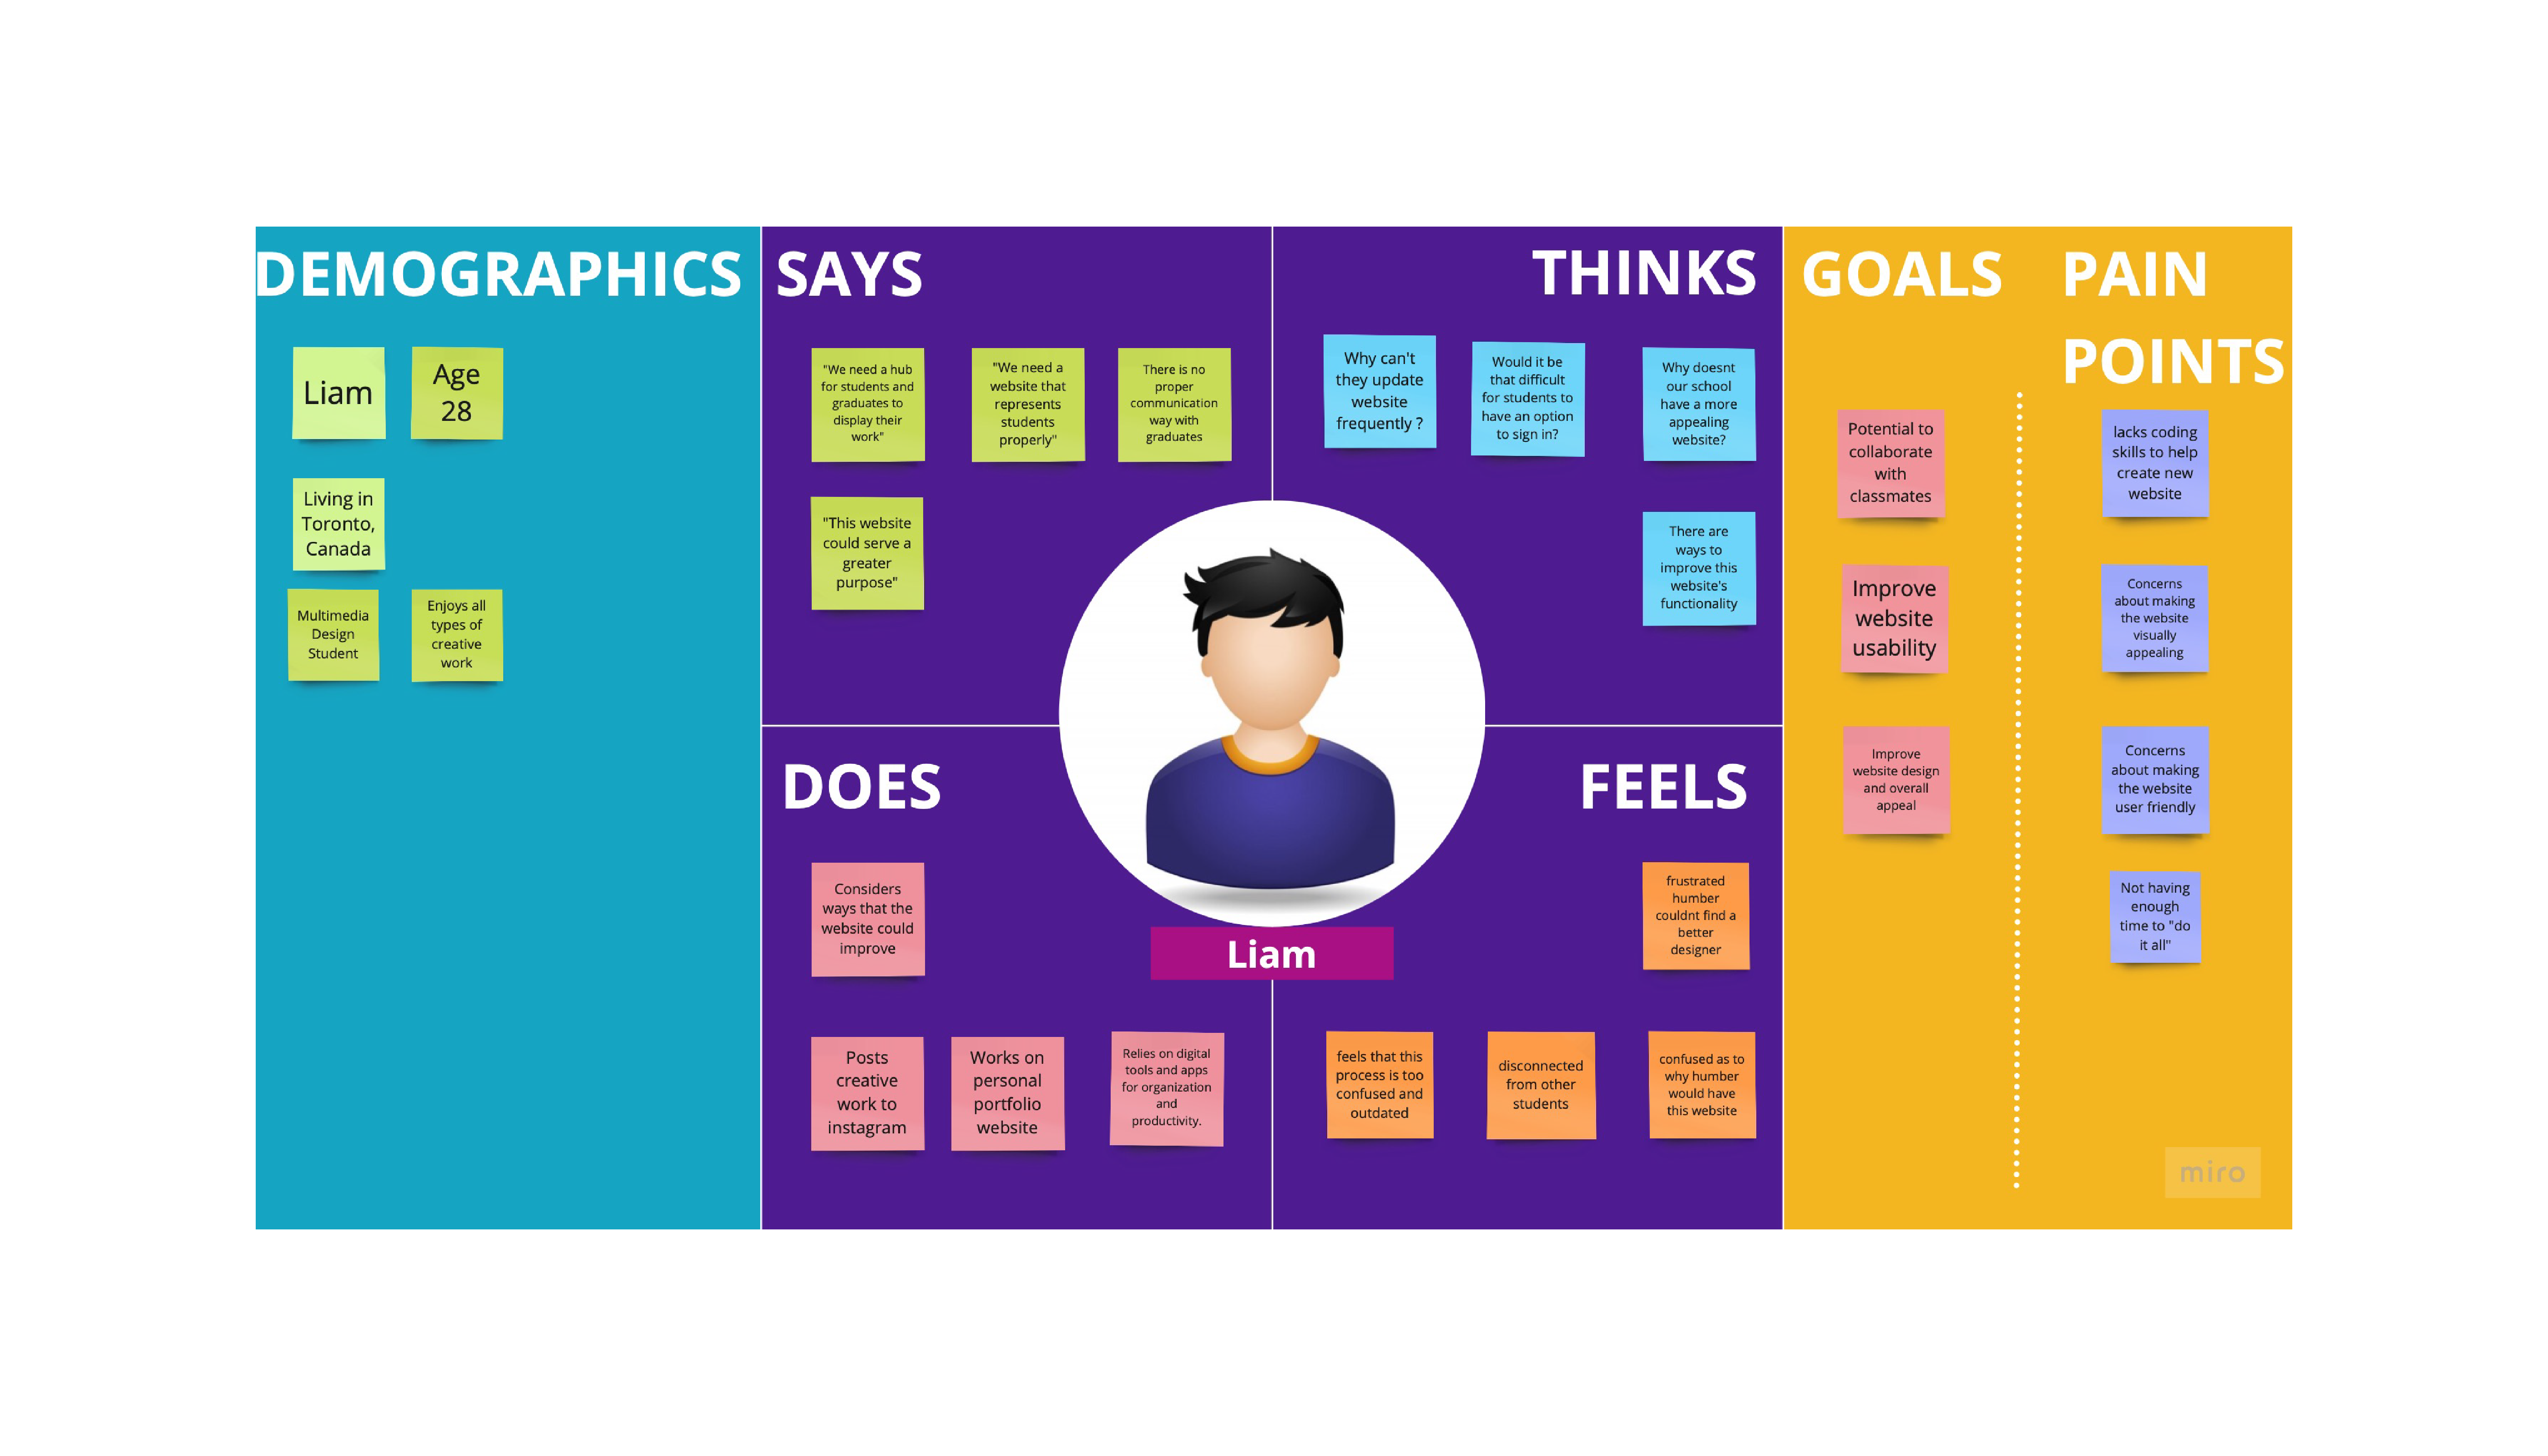 DEMOGRAPHICS
Liam
Age
28
Living in
Toronto,
Canada
Multimedia
Design
Student
Enjoys all
types of
creative
work
SAYS
"We need a hub
for students and
graduates to
display their
work"
"We need a
website that
represents
students
properly"
There is no
proper
communication
way with
graduates
"This website
could serve a
greater
purpose"
THINKS
Why can't
they update
website
frequently ?
Would it be
that difficult
for students to
have an option
to sign in?
Why doesnt
our school
have a more
appealing
website?
There are
ways to
improve this
website's
functionality
DOES
Considers
ways that the
website could
improve
Posts
creative
work to
instagram
Works on
personal
portfolio
website
Relies on digital
tools and apps
for organization
and
productivity.
Liam
FEELS
frustrated
humber
couldnt find a
better
designer
feels that this
process is too
confused and
outdated
disconnected
from other
students
confused as to
why humber
would have
this website
GOALS
Potential to
collaborate
with
classmates
Improve
website
usability
Improve
website design
and overall
appeal
PAIN
POINTS
lacks coding
skills to help
create new
website
Concerns
about making
the website
visually
appealing
Concerns
about making
the website
user friendly
Not having
enough
time to "do
it all"
miro